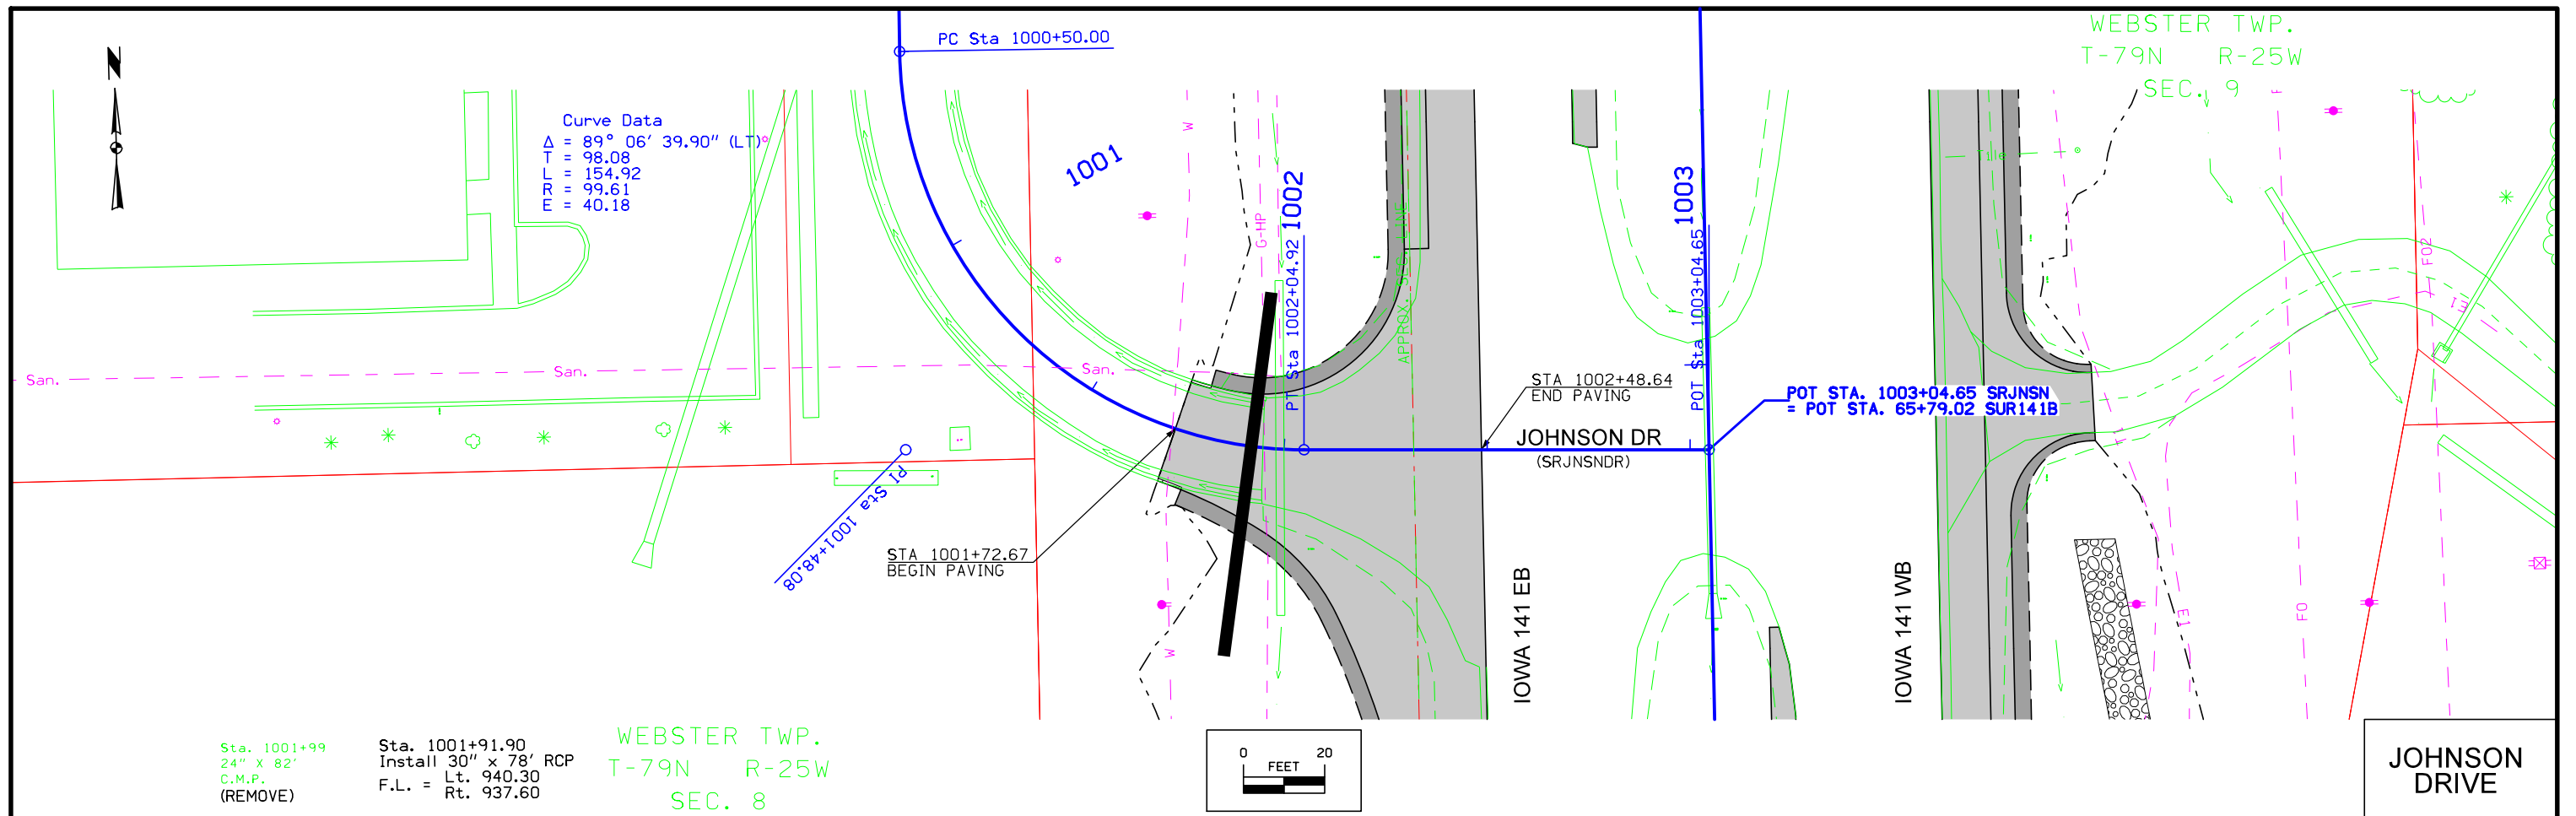 WEBSTER TWP.
T-79N R-25W
SEC. 9
N
PC Sta 1000+50.00
Curve Data
Δ = 89° 06' 39.90" (LT)
T = 98.08
L = 154.92
R = 99.61
E = 40.18
1001
1002
1003
W
G-HP
PT Sta 1002+04.92
POT Sta 1003+04.65
APPROX.
Tile
F
FO2
E1
San.
San.
San.
STA 1002+48.64
END PAVING
JOHNSON DR
(SRJNSNDR)
POT STA. 1003+04.65 SRJNSN
= POT STA. 65+79.02 SUR141B
PI Sta 1001+48.08
STA 1001+72.67
BEGIN PAVING
IOWA 141 EB
IOWA 141 WB
W
E1
FO
Sta. 1001+99
24" X 82'
C.M.P.
(REMOVE)
Sta. 1001+91.90
Install 30" x 78' RCP
F.L. = Lt. 940.30
Rt. 937.60
WEBSTER TWP.
T-79N R-25W
SEC. 8
0 20
FEET
JOHNSON
DRIVE